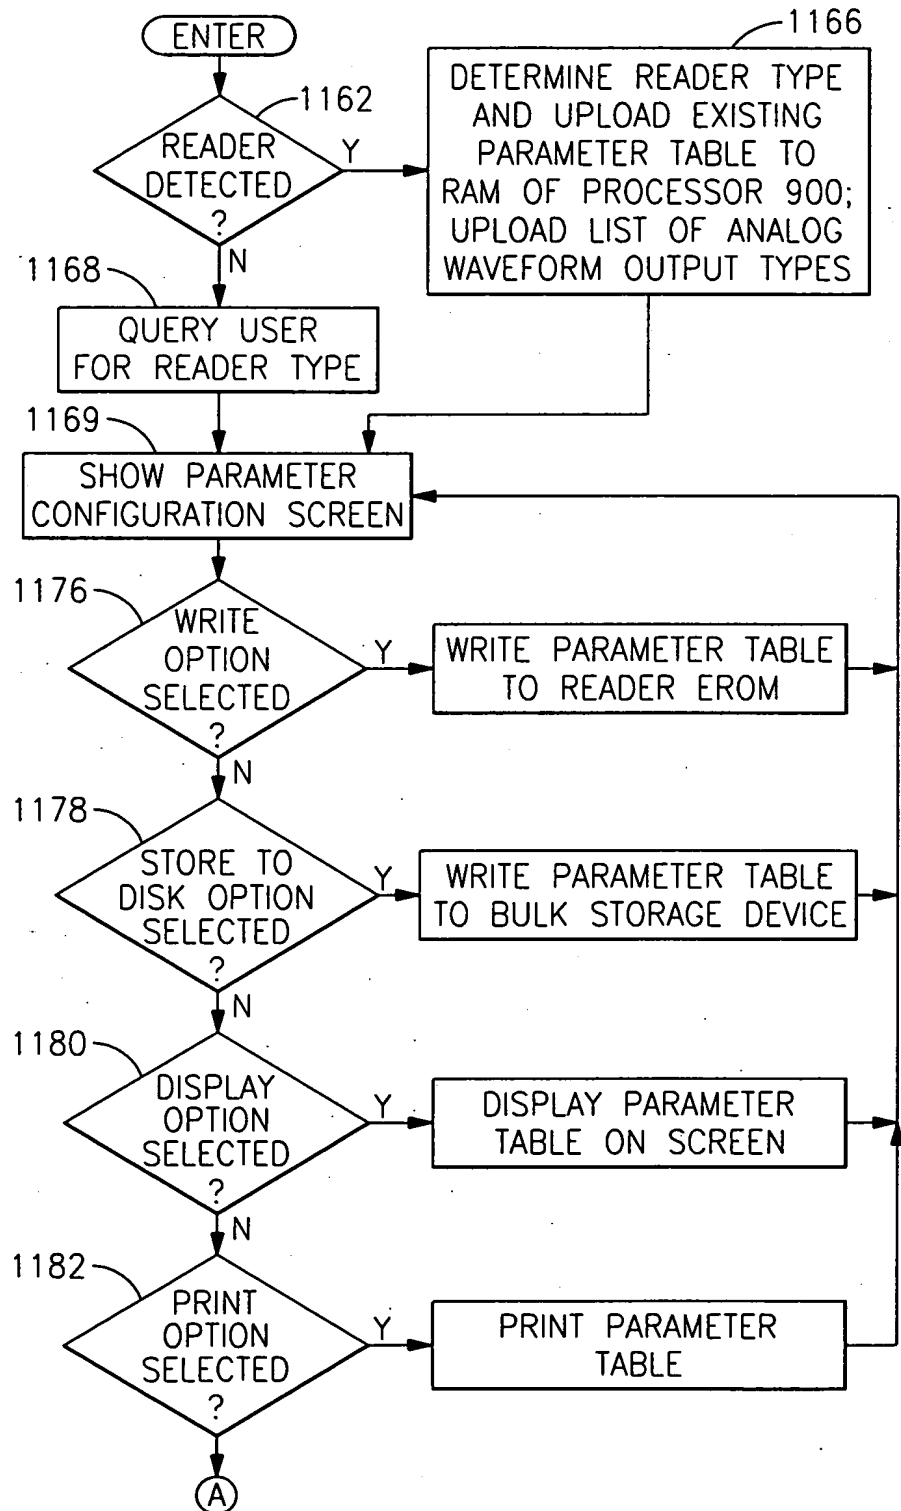 ENTER
1166
1162
READER
DETECTED
?
Y
N
DETERMINE READER TYPE
AND UPLOAD EXISTING
PARAMETER TABLE TO
RAM OF PROCESSOR 900;
UPLOAD LIST OF ANALOG
WAVEFORM OUTPUT TYPES
1168
QUERY USER
FOR READER TYPE
1169
SHOW PARAMETER
CONFIGURATION SCREEN
1176
WRITE
OPTION
SELECTED
?
Y
N
WRITE PARAMETER TABLE
TO READER EROM
1178
STORE TO
DISK OPTION
SELECTED
?
Y
N
WRITE PARAMETER TABLE
TO BULK STORAGE DEVICE
1180
DISPLAY
OPTION
SELECTED
?
Y
N
DISPLAY PARAMETER
TABLE ON SCREEN
1182
PRINT
OPTION
SELECTED
?
Y
PRINT PARAMETER
TABLE
A